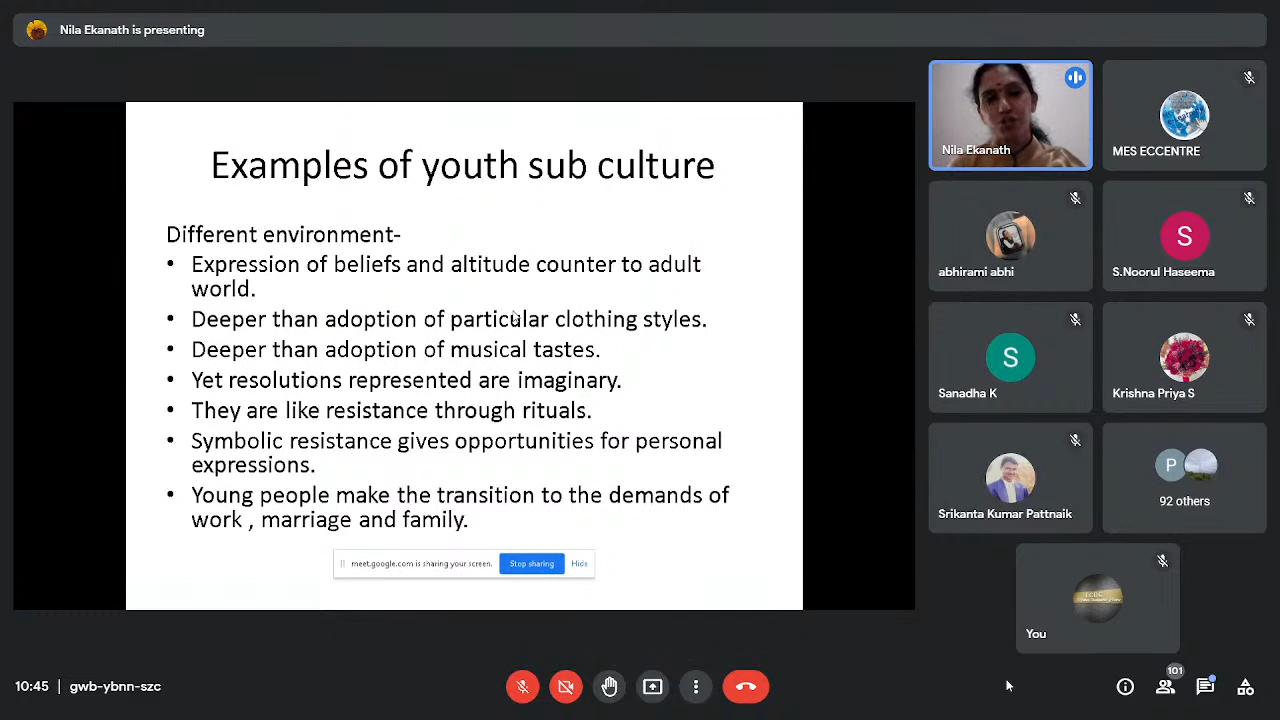 Nila Ekanath is presenting
Examples of youth sub culture
Different environment-
• Expression of beliefs and altitude counter to adult
world.
• Deeper than adoption of particular clothing styles.
• Deeper than adoption of musical tastes.
• Yet resolutions represented are imaginary.
• They are like resistance through rituals.
• Symbolic resistance gives opportunities for personal
expressions.
• Young people make the transition to the demands of
work , marriage and family.
meet.google.com is sharing your screen. Stop sharing Hide
Nila Ekanath
MES ECCENTRE
abhirami abhi
S
S.Noorul Haseema
S
Sanadha K
Krishna Priya S
Srikanta Kumar Pattnaik
P
92 others
You
10:45 | gwb-ybnn-szc
101